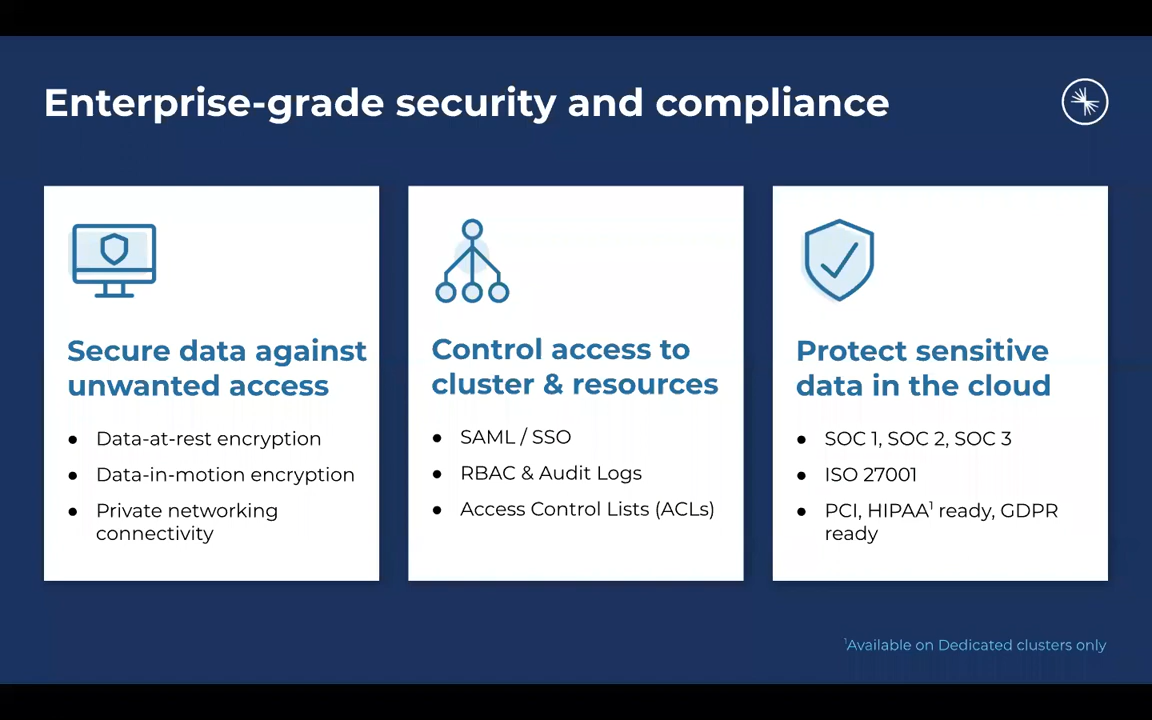 Enterprise-grade security and compliance
Secure data against
unwanted access
● Data-at-rest encryption
● Data-in-motion encryption
● Private networking
connectivity
Control access to
cluster & resources
● SAML / SSO
● RBAC & Audit Logs
● Access Control Lists (ACLs)
Protect sensitive
data in the cloud
● SOC 1, SOC 2, SOC 3
● ISO 27001
● PCI, HIPAA¹ ready, GDPR
ready
¹Available on Dedicated clusters only